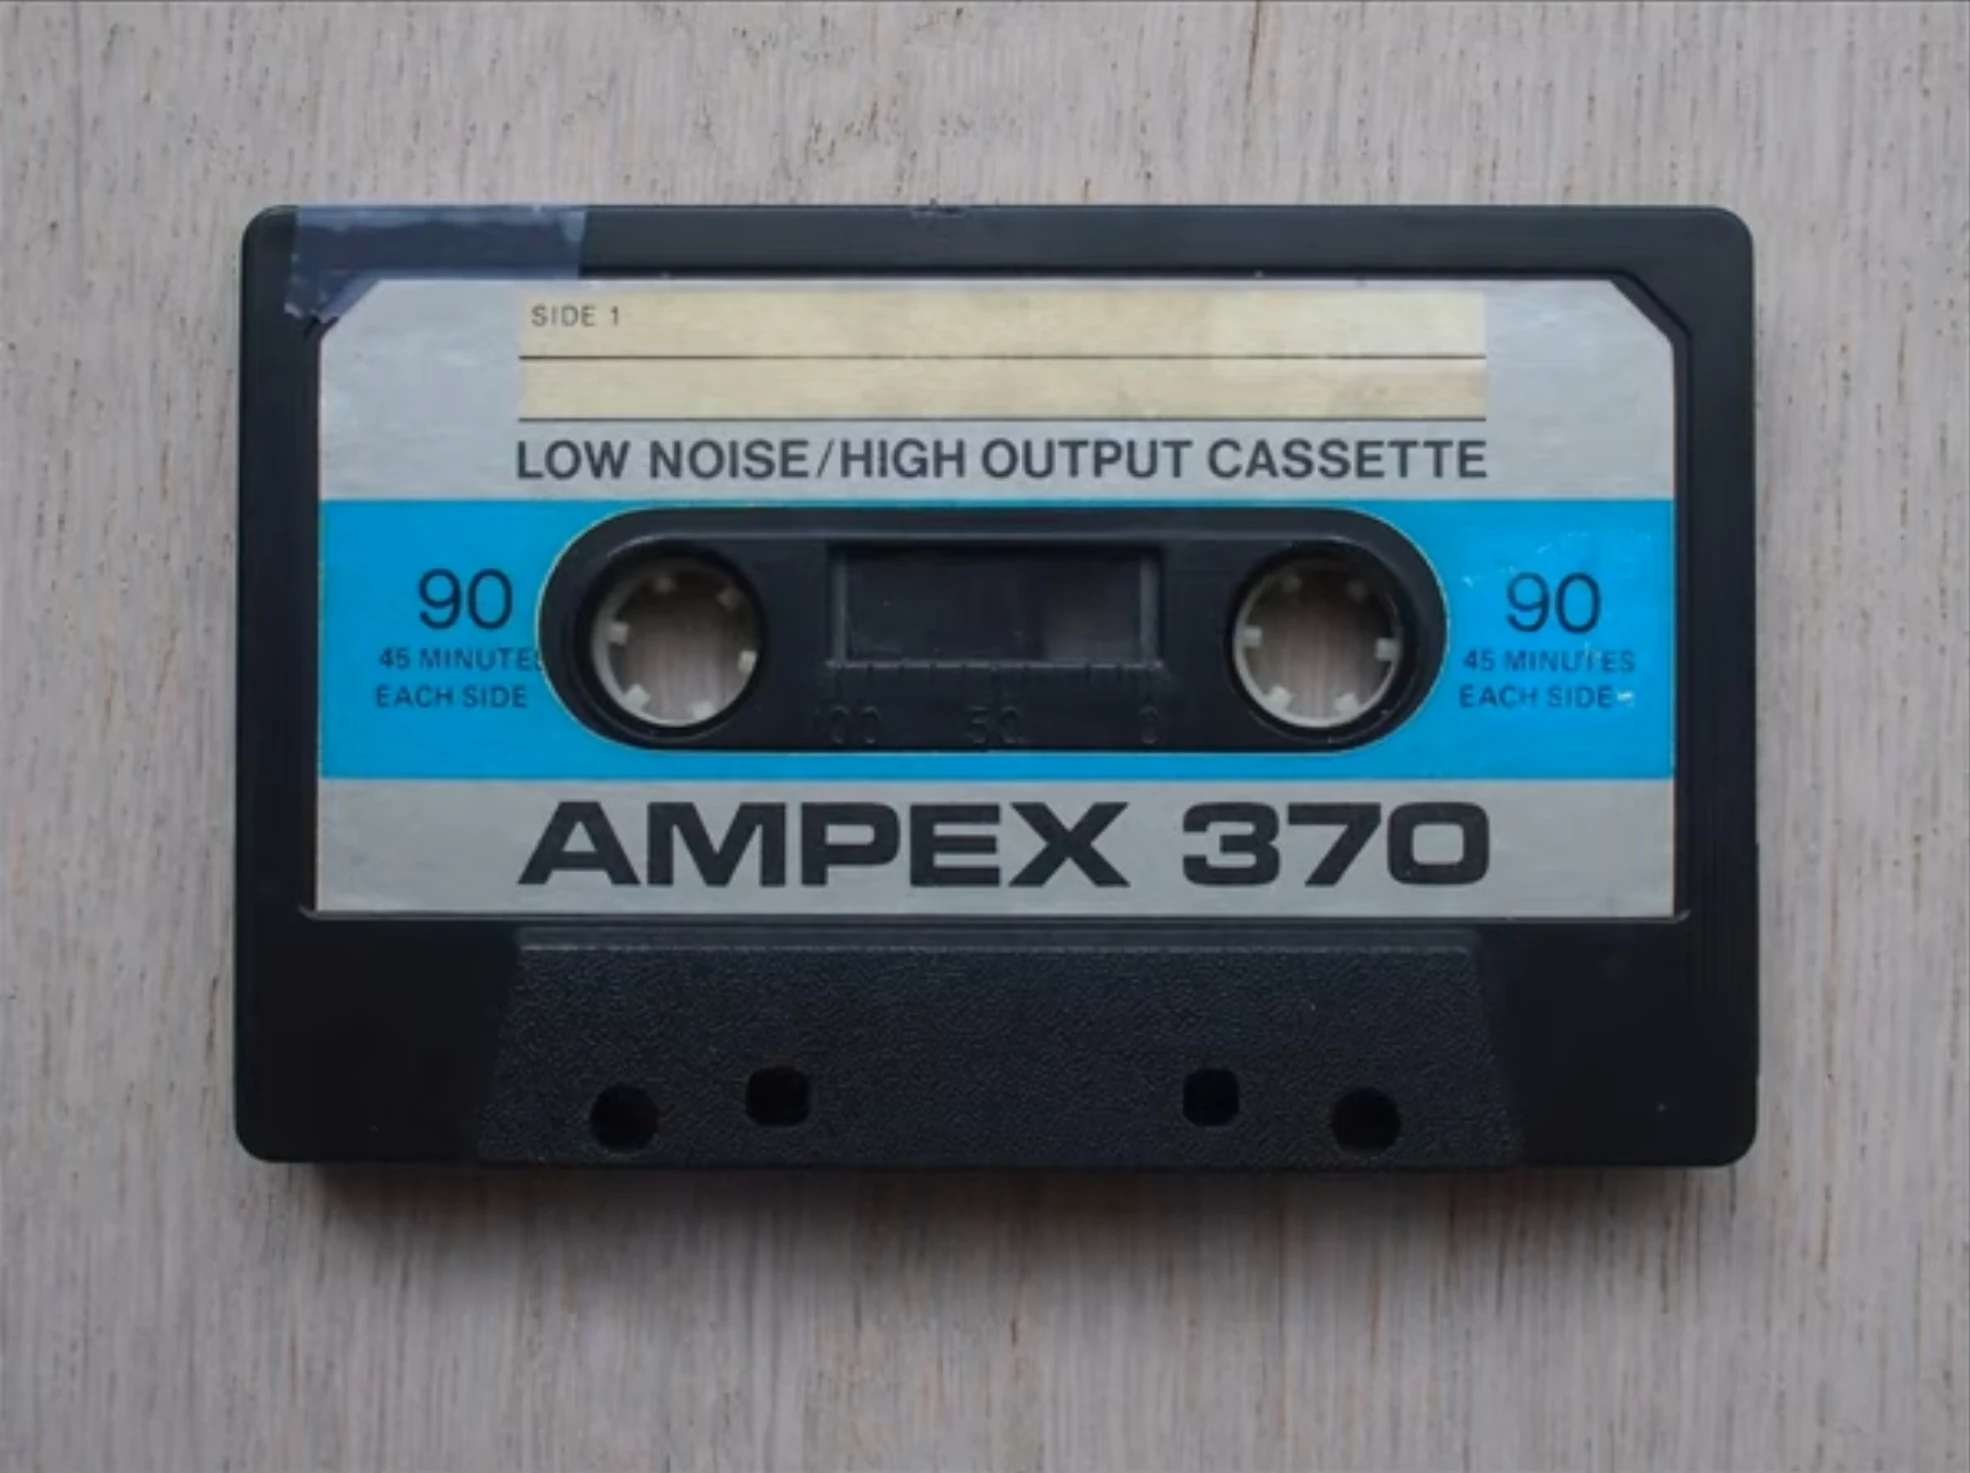 SIDE 1
LOW NOISE/HIGH OUTPUT CASSETTE
90
45 MINUTES
EACH SIDE
90
45 MINUTES
EACH SIDE
100 50 0
AMPEX 370